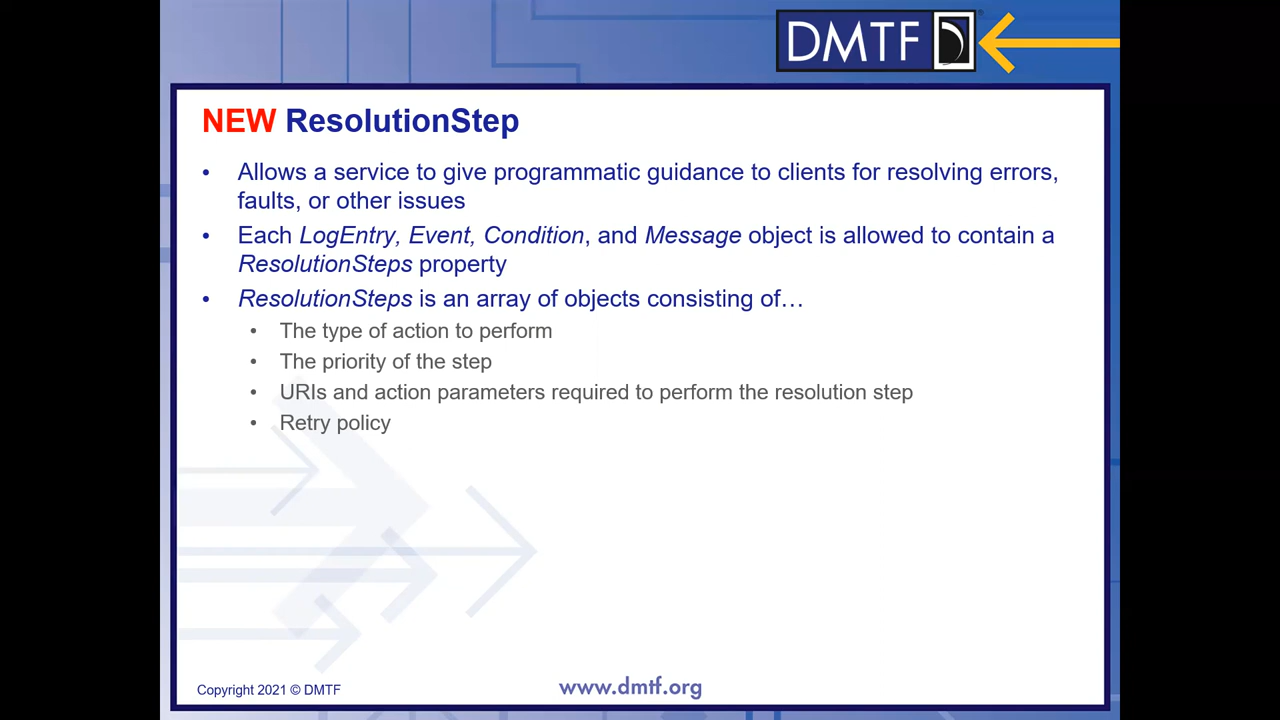 DMTF
NEW ResolutionStep
• Allows a service to give programmatic guidance to clients for resolving errors,
faults, or other issues
• Each LogEntry, Event, Condition, and Message object is allowed to contain a
ResolutionSteps property
• ResolutionSteps is an array of objects consisting of…
• The type of action to perform
• The priority of the step
• URIs and action parameters required to perform the resolution step
• Retry policy
Copyright 2021 © DMTF
www.dmtf.org